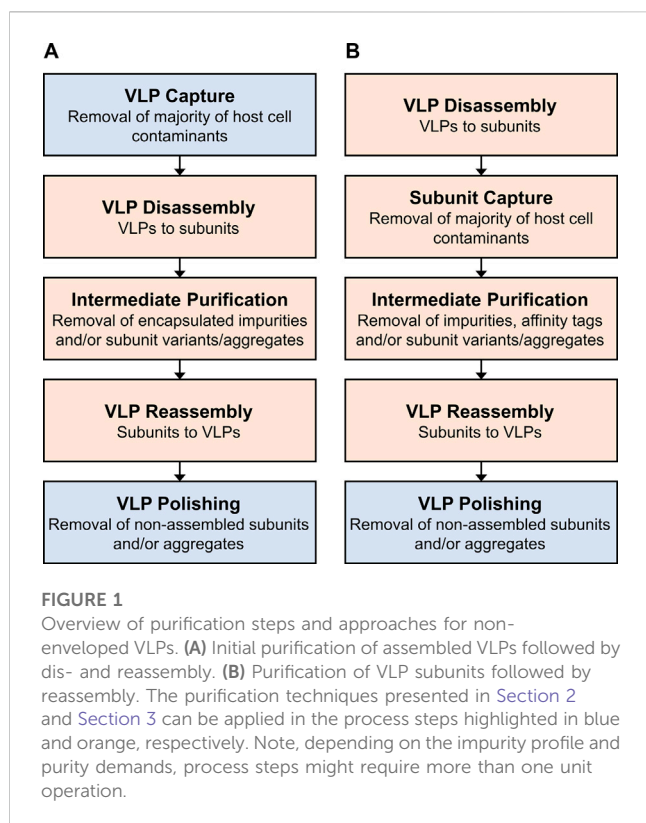 A
VLP Capture
Removal of majority of host cell
contaminants
VLP Disassembly
VLPs to subunits
Intermediate Purification
Removal of encapsulated impurities
and/or subunit variants/aggregates
VLP Reassembly
Subunits to VLPs
VLP Polishing
Removal of non-assembled subunits
and/or aggregates
B
VLP Disassembly
VLPs to subunits
Subunit Capture
Removal of majority of host cell
contaminants
Intermediate Purification
Removal of impurities, affinity tags
and/or subunit variants/aggregates
VLP Reassembly
Subunits to VLPs
VLP Polishing
Removal of non-assembled subunits
and/or aggregates
FIGURE 1
Overview of purification steps and approaches for non-
enveloped VLPs. (A) Initial purification of assembled VLPs followed by
dis- and reassembly. (B) Purification of VLP subunits followed by
reassembly. The purification techniques presented in Section 2
and Section 3 can be applied in the process steps highlighted in blue
and orange, respectively. Note, depending on the impurity profile and
purity demands, process steps might require more than one unit
operation.